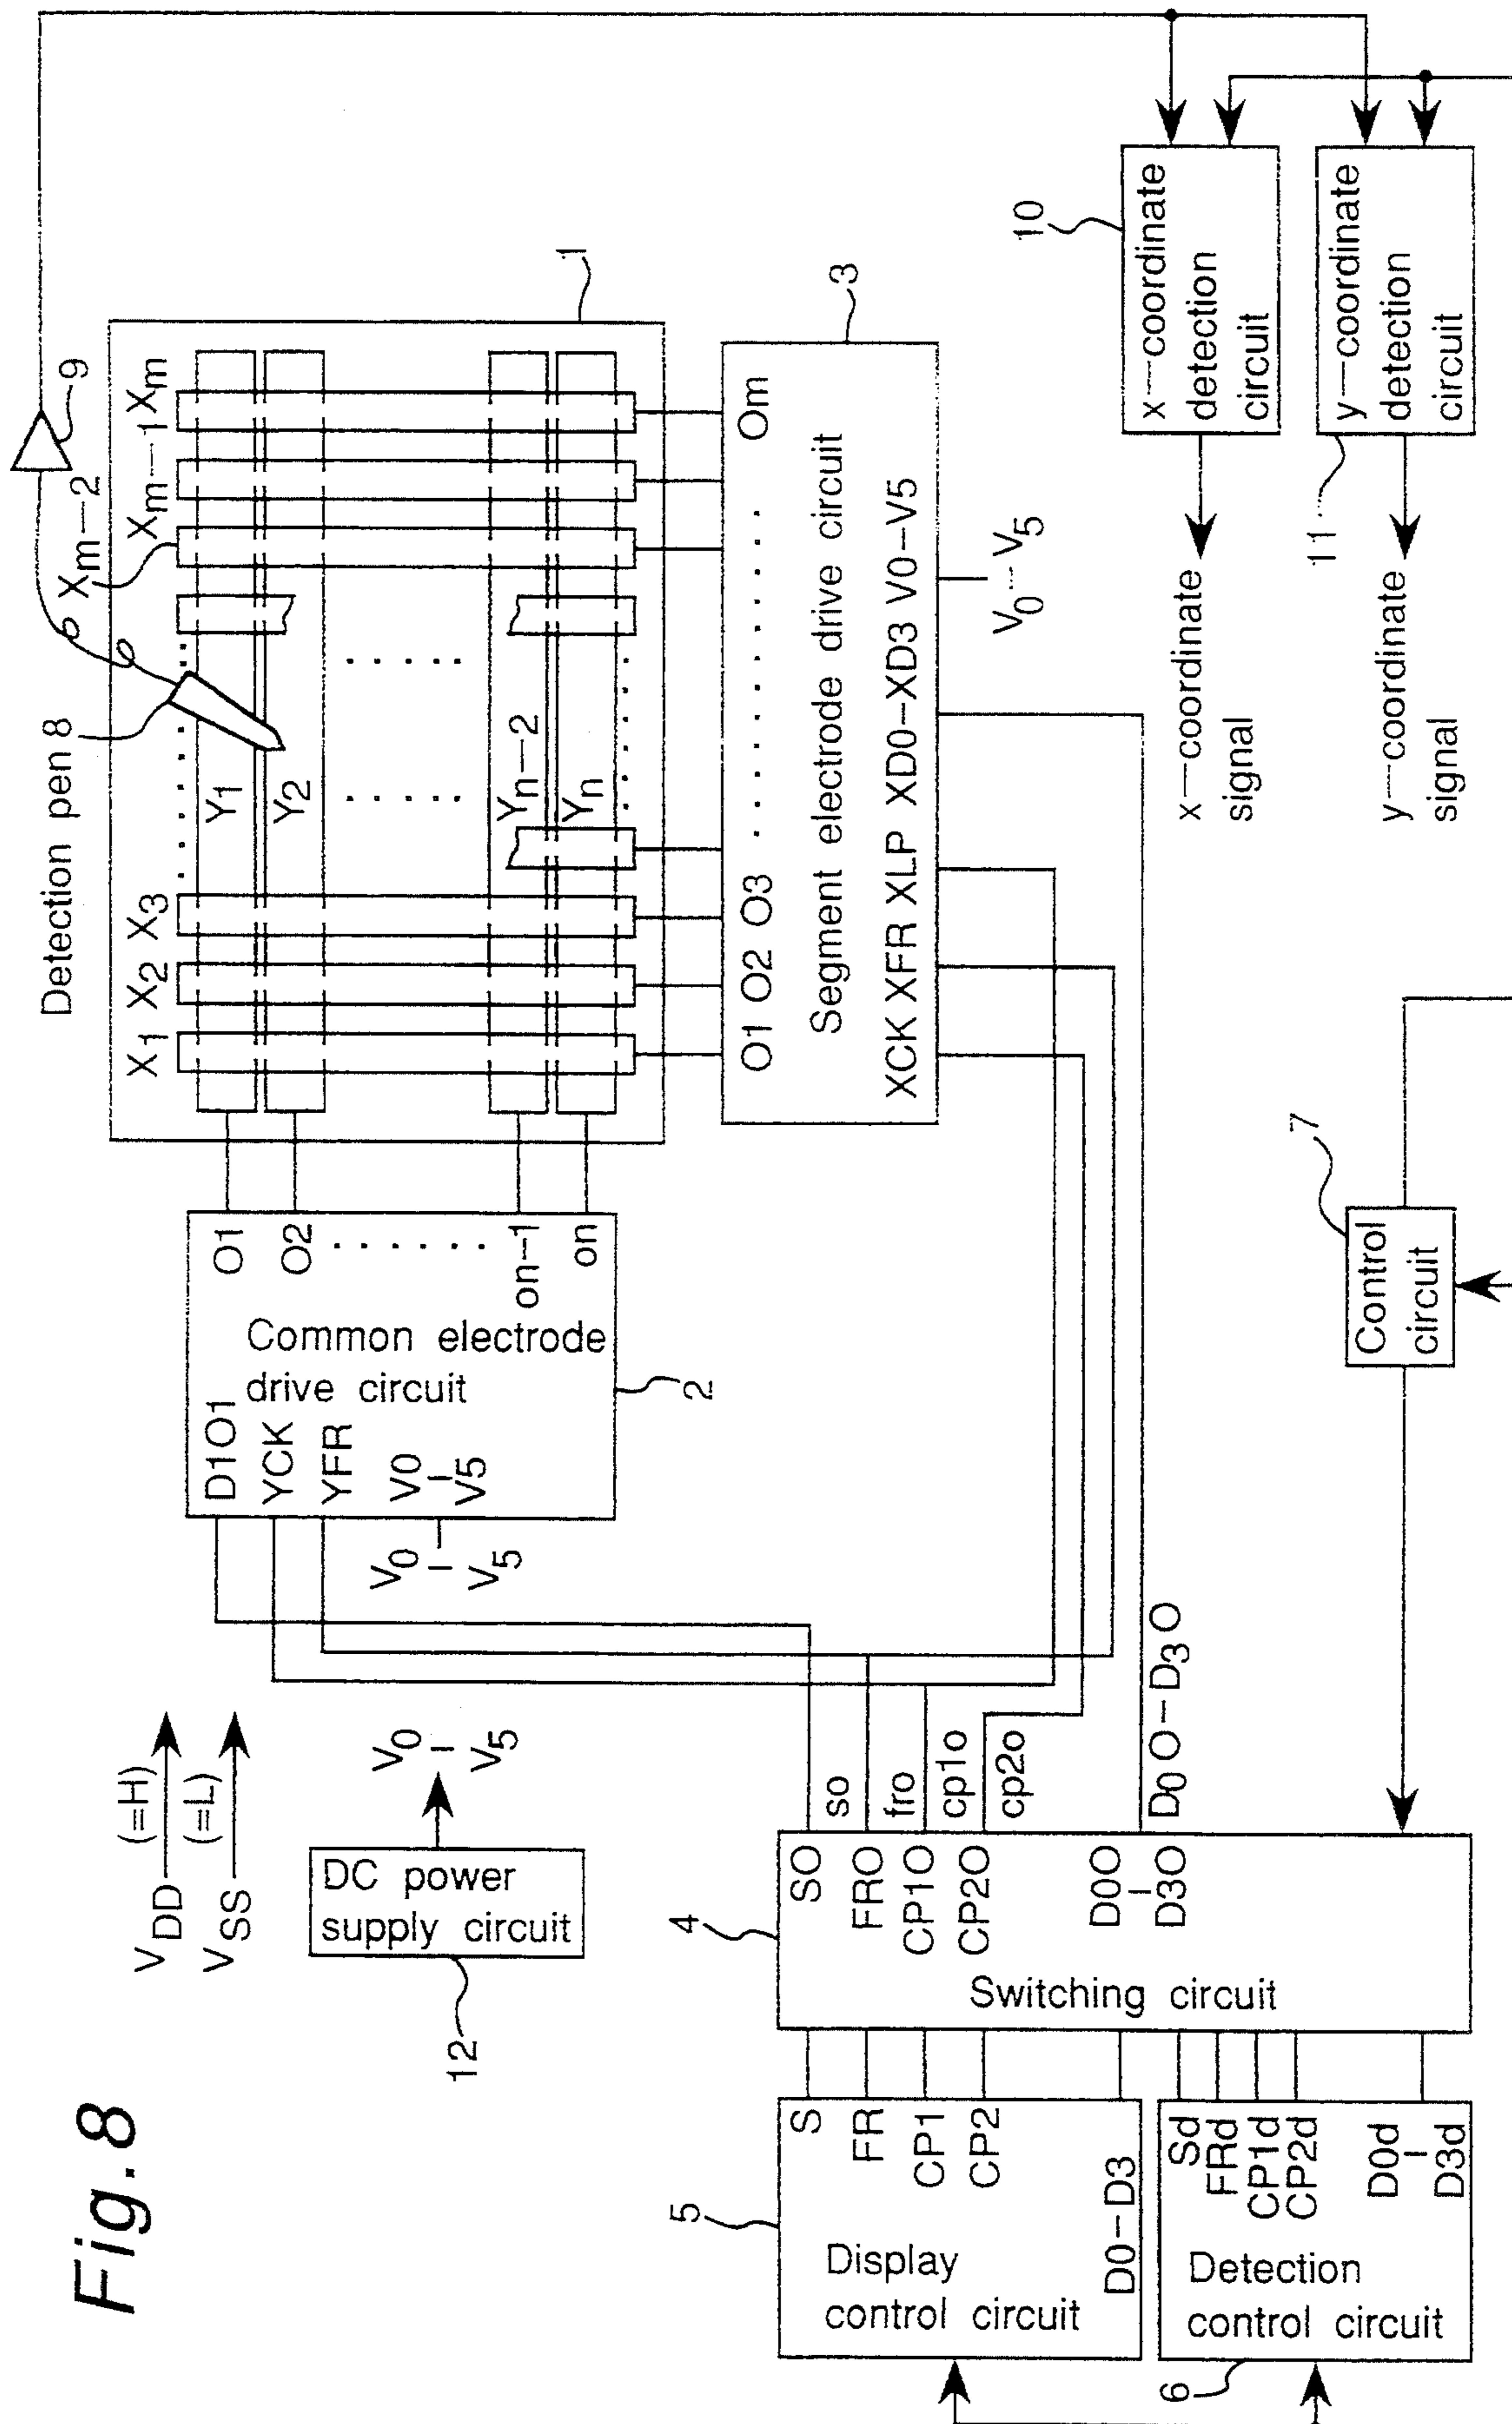 Fig. 8
VDD (=H)
VSS (=L)
DC power
supply circuit
12
V0
|
V5
Detection pen 8
9
X1 X2 X3 Xm-2 Xm-1 Xm
Y1
Y2
Yn-2
Yn
1
O1
O2
on-1
on
Common electrode
drive circuit
D1O1
YCK
YFR
V0
|
V5
2
V0
|
V5
O1 O2 O3 Om
Segment electrode drive circuit
XCK XFR XLP XD0-XD3 V0-V5
3
V0-V5
4
SO
FRO
CP1O
CP2O
D0O
|
D3O
Switching circuit
so
fro
cp1o
cp2o
D0O-D3O
5
S
FR
CP1
CP2
D0-D3
Display
control circuit
6
Sd
FRd
CP1d
CP2d
D0d
|
D3d
Detection
control circuit
7
Control
circuit
10
x-coordinate
detection
circuit
x-coordinate
signal
11
y-coordinate
detection
circuit
y-coordinate
signal